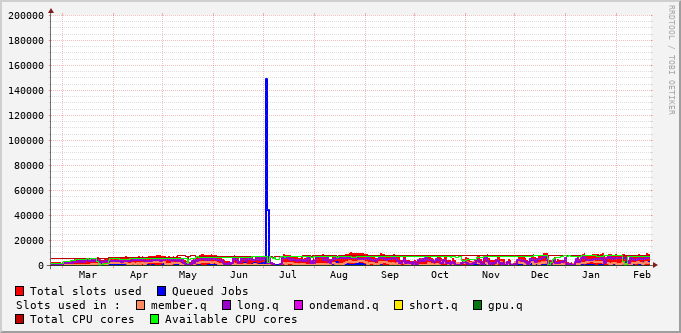 200000
180000
160000
140000
120000
100000
80000
60000
40000
20000
0
Mar Apr May Jun Jul Aug Sep Oct Nov Dec Jan Feb
RRDTOOL / TOBI OETIKER
Total slots used Queued Jobs
Slots used in : member.q long.q ondemand.q short.q gpu.q
Total CPU cores Available CPU cores